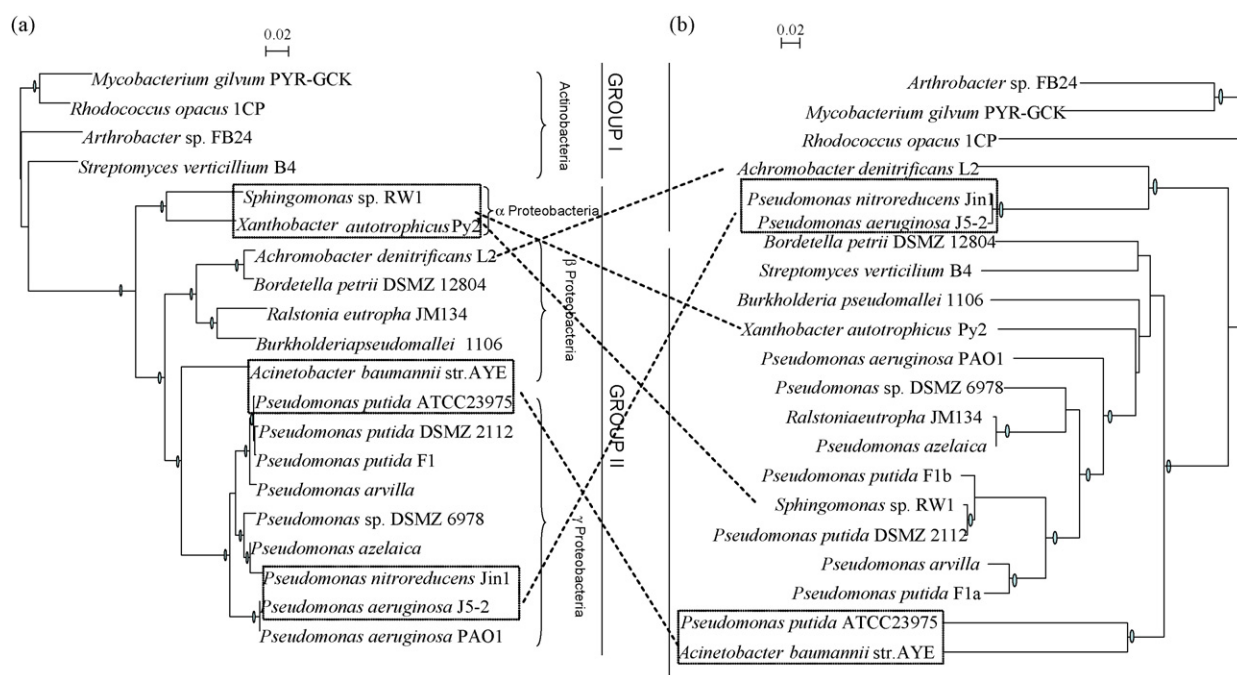 (a)
0.02
Mycobacterium gilvum PYR-GCK
Rhodococcus opacus 1CP
Arthrobacter sp. FB24
Streptomyces verticillium B4
Sphingomonas sp. RW1
Xanthobacter autotrophicus Py2
Achromobacter denitrificans L2
Bordetella petrii DSMZ 12804
Ralstonia eutropha JM134
Burkholderiapseudomallei 1106
Acinetobacter baumannii str.AYE
Pseudomonas putida ATCC23975
Pseudomonas putida DSMZ 2112
Pseudomonas putida F1
Pseudomonas arvilla
Pseudomonas sp. DSMZ 6978
Pseudomonas azelaica
Pseudomonas nitroreducens Jin1
Pseudomonas aeruginosa J5-2
Pseudomonas aeruginosa PAO1
Actinobacteria
α Proteobacteria
β Proteobacteria
γ Proteobacteria
GROUP I
GROUP II
(b)
0.02
Arthrobacter sp. FB24
Mycobacterium gilvum PYR-GCK
Rhodococcus opacus 1CP
Achromobacter denitrificans L2
Pseudomonas nitroreducens Jin1
Pseudomonas aeruginosa J5-2
Bordetella petrii DSMZ 12804
Streptomyces verticilium B4
Burkholderia pseudomallei 1106
Xanthobacter autotrophicus Py2
Pseudomonas aeruginosa PAO1
Pseudomonas sp. DSMZ 6978
Ralstoniaeutropha JM134
Pseudomonas azelaica
Pseudomonas putida F1b
Sphingomonas sp. RW1
Pseudomonas putida DSMZ 2112
Pseudomonas arvilla
Pseudomonas putida F1a
Pseudomonas putida ATCC23975
Acinetobacter baumannii str.AYE